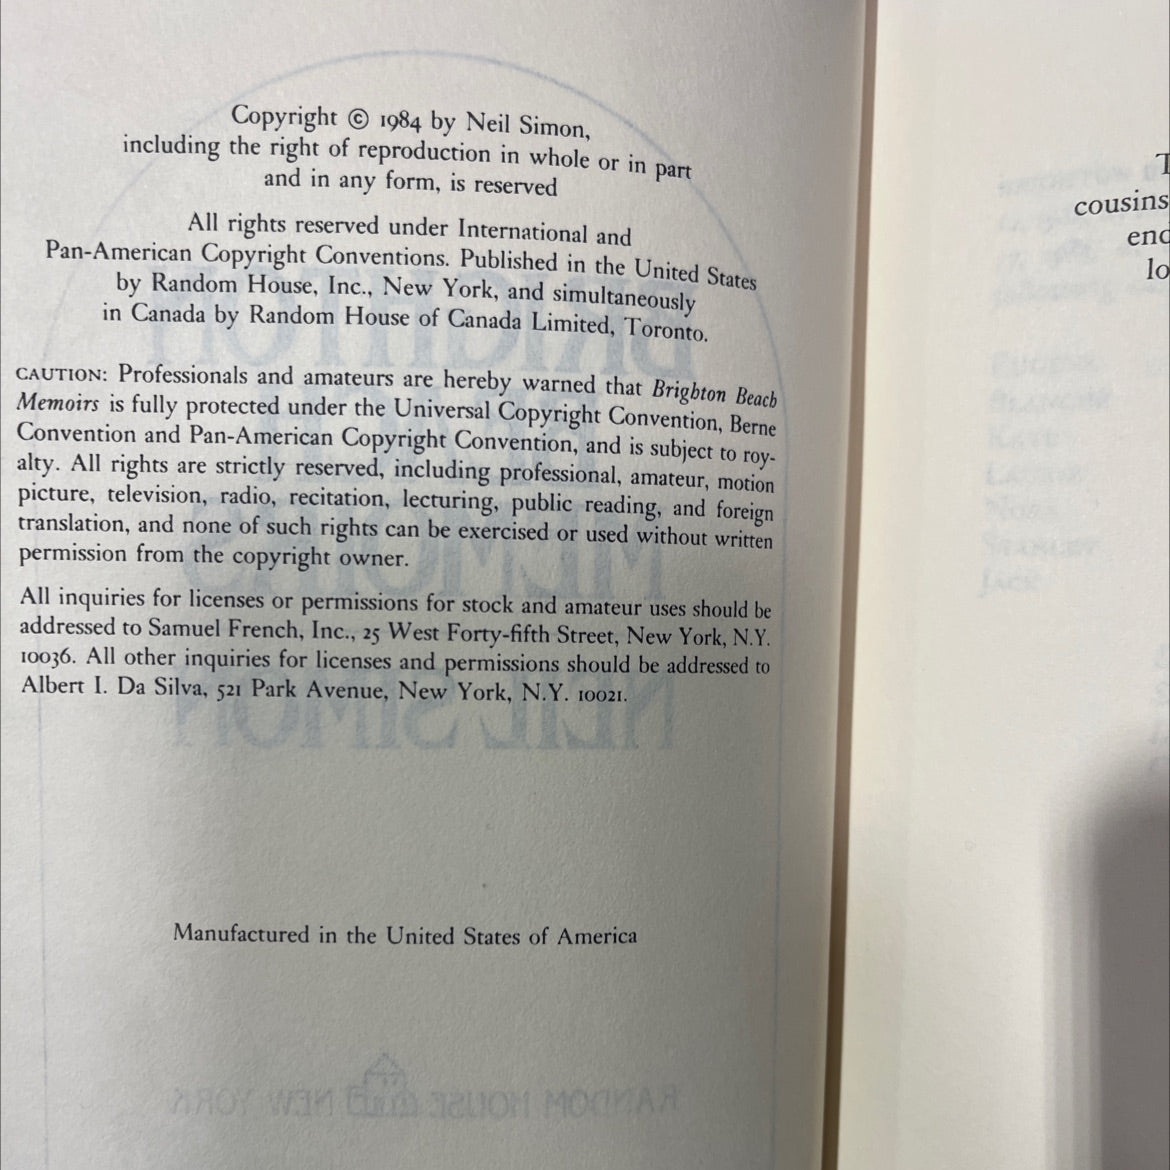 Copyright © 1984 by Neil Simon,
including the right of reproduction in whole or in part
and in any form, is reserved
All rights reserved under International and
Pan-American Copyright Conventions. Published in the United States
by Random House, Inc., New York, and simultaneously
in Canada by Random House of Canada Limited, Toronto.
CAUTION: Professionals and amateurs are hereby warned that Brighton Beach
Memoirs is fully protected under the Universal Copyright Convention, Berne
Convention and Pan-American Copyright Convention, and is subject to roy-
alty. All rights are strictly reserved, including professional, amateur, motion
picture, television, radio, recitation, lecturing, public reading, and foreign
translation, and none of such rights can be exercised or used without written
permission from the copyright owner.
All inquiries for licenses or permissions for stock and amateur uses should be
addressed to Samuel French, Inc., 25 West Forty-fifth Street, New York, N.Y.
10036. All other inquiries for licenses and permissions should be addressed to
Albert I. Da Silva, 521 Park Avenue, New York, N.Y. 10021.
Manufactured in the United States of America
BRIGHTON
BEACH
MEMOIRS
NEIL SIMON
RANDOM HOUSE NEW YORK
cousins